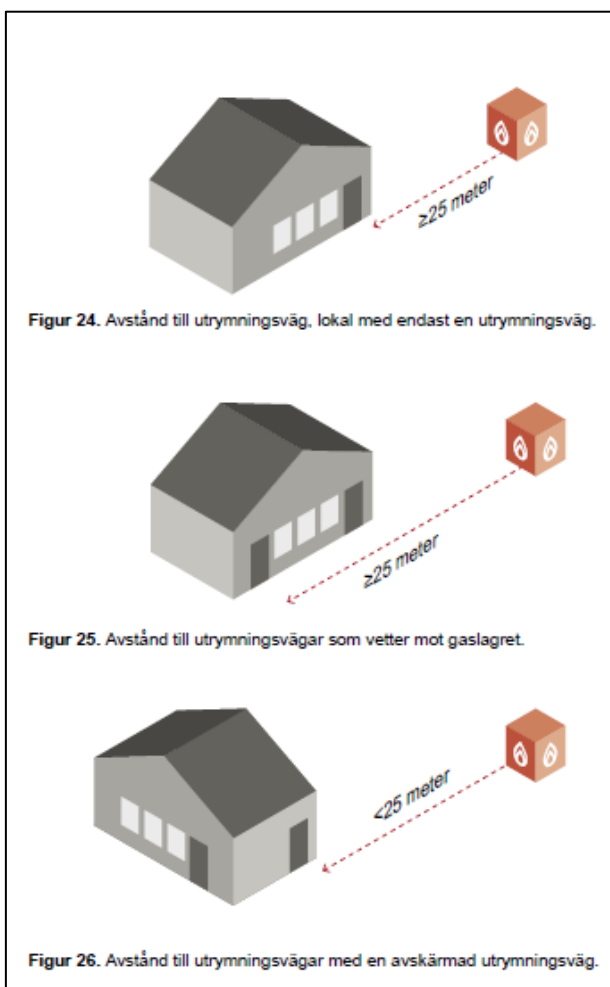 ≥25 meter
Figur 24. Avstånd till utrymningsväg, lokal med endast en utrymningsväg.
≥25 meter
Figur 25. Avstånd till utrymningsvägar som vetter mot gaslagret.
<25 meter
Figur 26. Avstånd till utrymningsvägar med en avskärmad utrymningsväg.